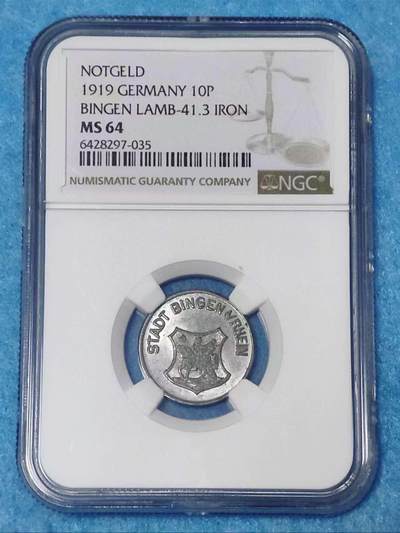 NOTGELD
1919 GERMANY 10P
BINGEN LAMB-41.3 IRON
MS 64
6428297-035
NUMISMATIC GUARANTY COMPANY NGC
STADT BINGEN A/RHEIN